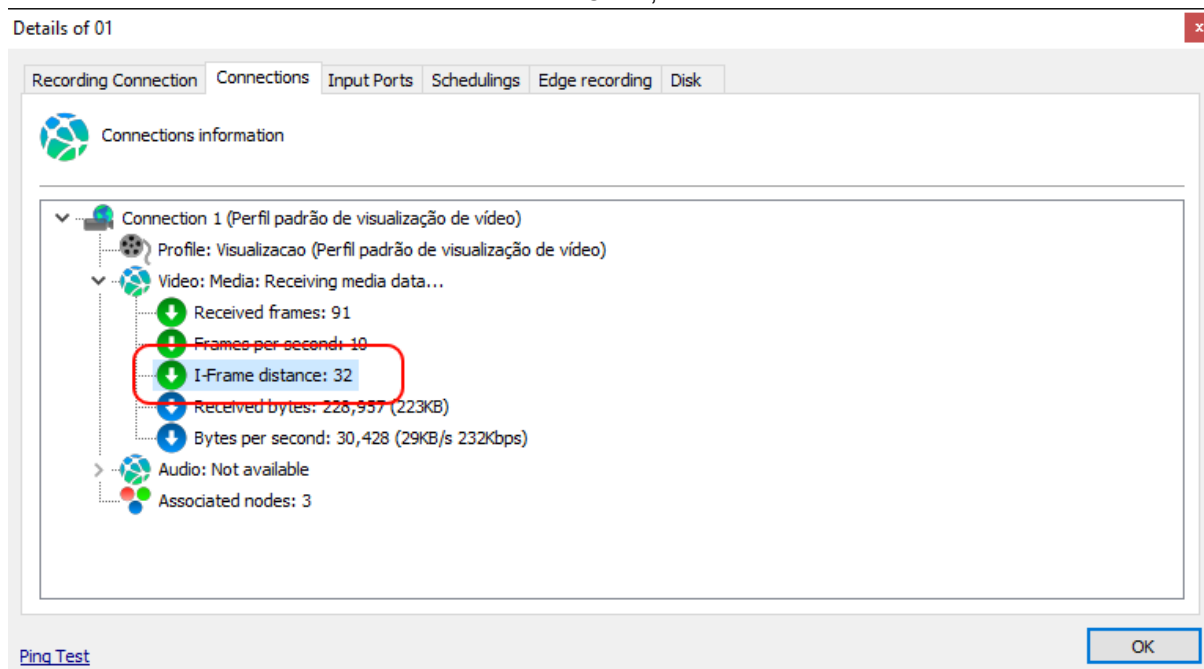 Details of 01
x
Recording Connection Connections Input Ports Schedulings Edge recording Disk
Connections information
Connection 1 (Perfil padrão de visualização de vídeo)
Profile: Visualizacao (Perfil padrão de visualização de vídeo)
Video: Media: Receiving media data...
Received frames: 91
Frames per second: 10
I-Frame distance: 32
Received bytes: 228,957 (223KB)
Bytes per second: 30,428 (29KB/s 232Kbps)
Audio: Not available
Associated nodes: 3
Ping Test
OK